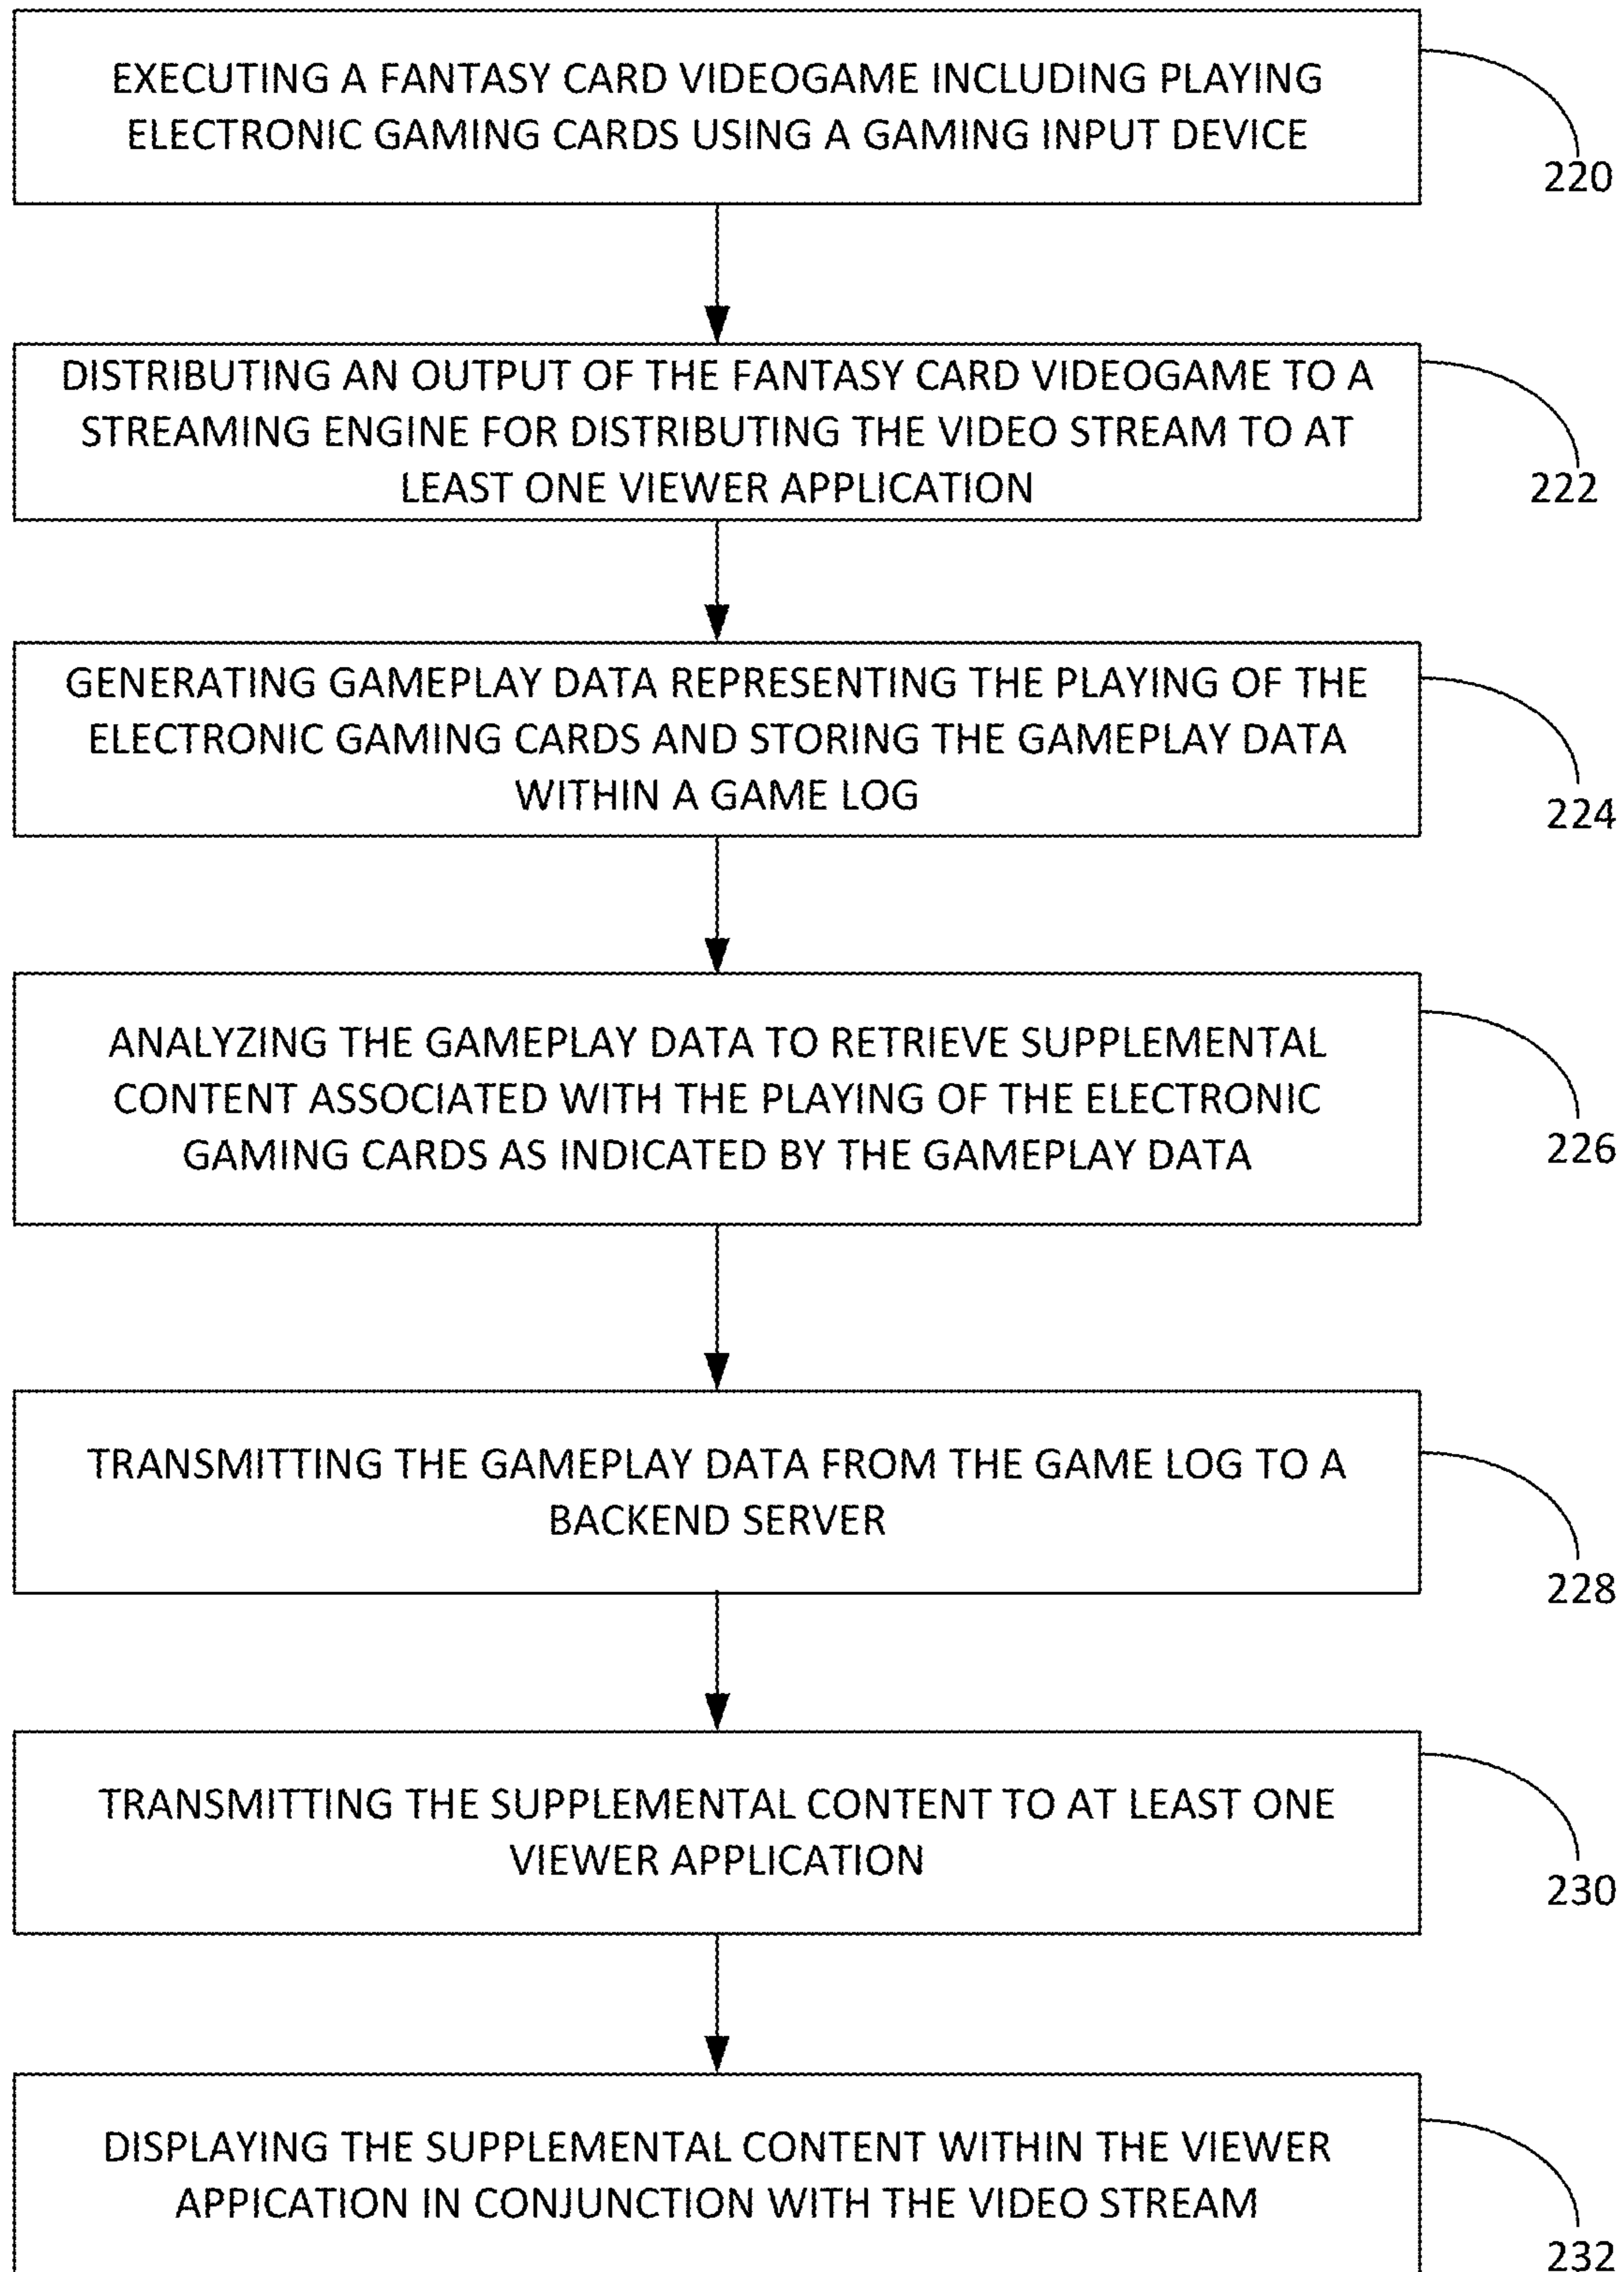 EXECUTING A FANTASY CARD VIDEOGAME INCLUDING PLAYING
ELECTRONIC GAMING CARDS USING A GAMING INPUT DEVICE
220
DISTRIBUTING AN OUTPUT OF THE FANTASY CARD VIDEOGAME TO A
STREAMING ENGINE FOR DISTRIBUTING THE VIDEO STREAM TO AT
LEAST ONE VIEWER APPLICATION
222
GENERATING GAMEPLAY DATA REPRESENTING THE PLAYING OF THE
ELECTRONIC GAMING CARDS AND STORING THE GAMEPLAY DATA
WITHIN A GAME LOG
224
ANALYZING THE GAMEPLAY DATA TO RETRIEVE SUPPLEMENTAL
CONTENT ASSOCIATED WITH THE PLAYING OF THE ELECTRONIC
GAMING CARDS AS INDICATED BY THE GAMEPLAY DATA
226
TRANSMITTING THE GAMEPLAY DATA FROM THE GAME LOG TO A
BACKEND SERVER
228
TRANSMITTING THE SUPPLEMENTAL CONTENT TO AT LEAST ONE
VIEWER APPLICATION
230
DISPLAYING THE SUPPLEMENTAL CONTENT WITHIN THE VIEWER
APPICATION IN CONJUNCTION WITH THE VIDEO STREAM
232